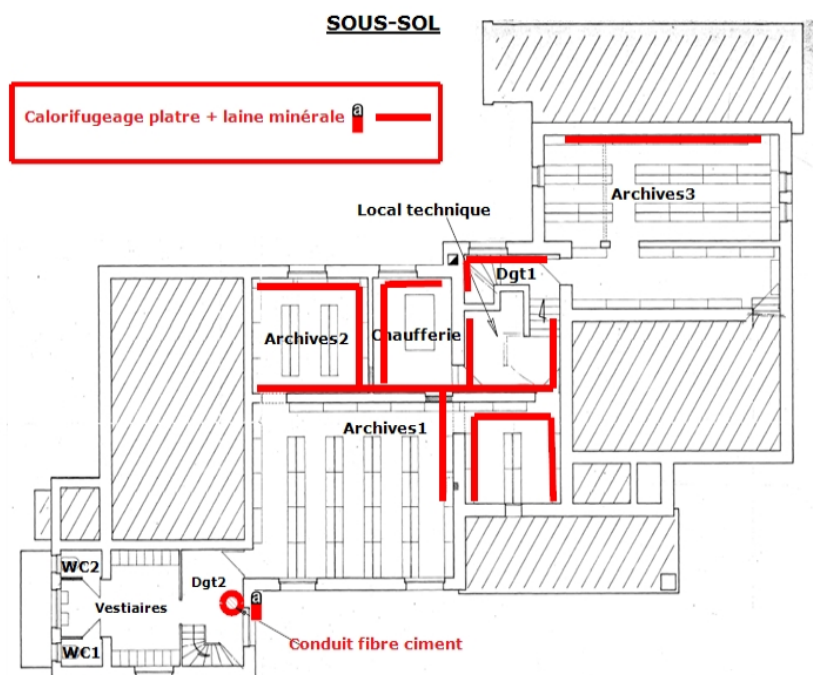 SOUS-SOL
Calorifugeage platre + laine minérale a
Archives3
Local technique
Dgt1
Archives2
Chaufferie
Archives1
WC2
Dgt2
a
Vestiaires
WC1
Conduit fibre ciment